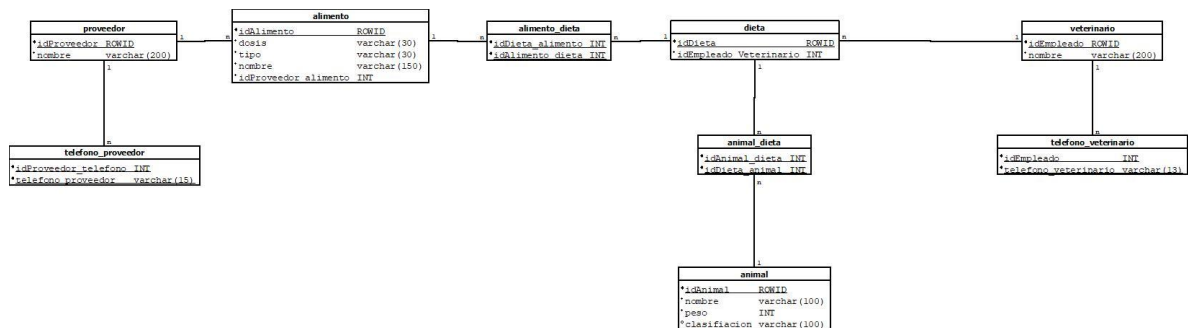 proveedor
idProveedor ROWID
nombre varchar(200)
1
n
1
alimento
idAlimento ROWID
dosis varchar(30)
tipo varchar(30)
nombre varchar(150)
idProveedor_alimento INT
1
n
alimento_dieta
idDieta_alimento INT
idAlimento_dieta INT
n
1
dieta
idDieta ROWID
idEmpleado_Veterinario INT
n
1
1
veterinario
idEmpleado ROWID
nombre varchar(200)
1
n
telefono_proveedor
idProveedor_telefono INT
telefono_proveedor varchar(15)
n
animal_dieta
idAnimal_dieta INT
idDieta_animal INT
n
n
telefono_veterinario
idEmpleado INT
telefono_veterinario varchar(13)
1
animal
idAnimal ROWID
nombre varchar(100)
peso INT
clasifiacion varchar(100)